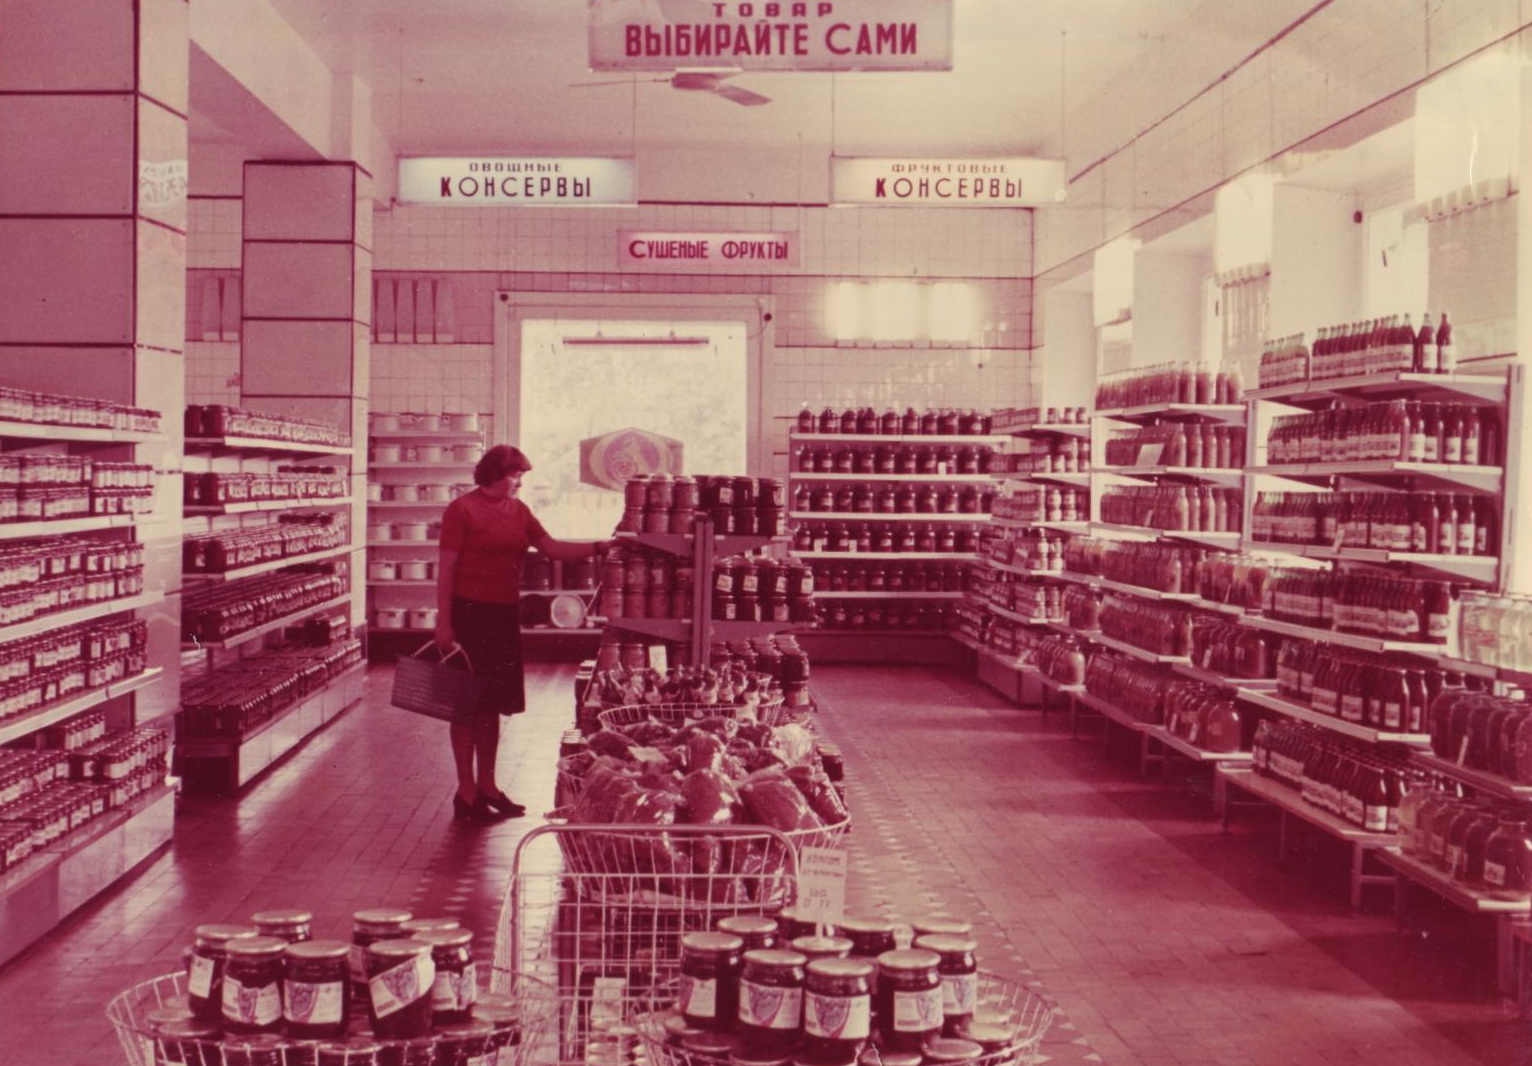 ТОВАР
ВЫБИРАЙТЕ САМИ
ОВОЩНЫЕ
КОНСЕРВЫ
ФРУКТОВЫЕ
КОНСЕРВЫ
СУШЕНЫЕ ФРУКТЫ